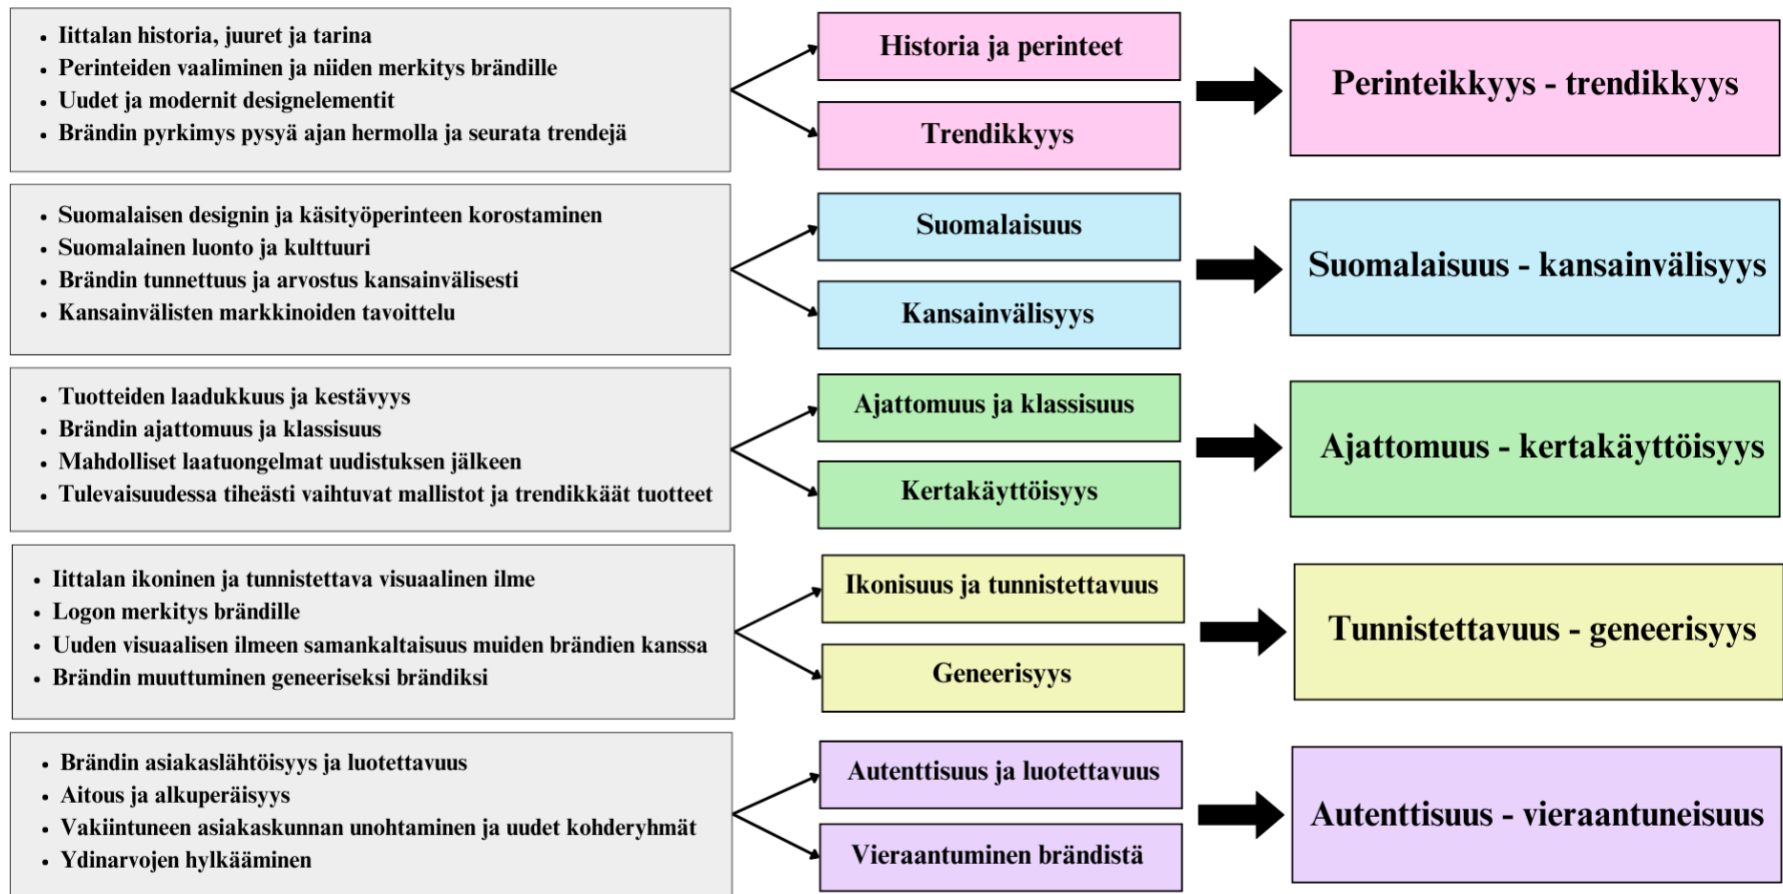 • Iittalan historia, juuret ja tarina
• Perinteiden vaaliminen ja niiden merkitys brändille
• Uudet ja modernit designelementit
• Brändin pyrkimys pysyä ajan hermolla ja seurata trendejä
Historia ja perinteet
Trendikkyys
Perinteikkyys - trendikkyys
• Suomalaisen designin ja käsityöperinteen korostaminen
• Suomalainen luonto ja kulttuuri
• Brändin tunnettuus ja arvostus kansainvälisesti
• Kansainvälisten markkinoiden tavoittelu
Suomalaisuus
Kansainvälisyys
Suomalaisuus - kansainvälisyys
• Tuotteiden laadukkuus ja kestävyys
• Brändin ajattomuus ja klassisuus
• Mahdolliset laatuongelmat uudistuksen jälkeen
• Tulevaisuudessa tiheästi vaihtuvat mallistot ja trendikkäät tuotteet
Ajattomuus ja klassisuus
Kertakäyttöisyys
Ajattomuus - kertakäyttöisyys
• Iittalan ikoninen ja tunnistettava visuaalinen ilme
• Logon merkitys brändille
• Uuden visuaalisen ilmeen samankaltaisuus muiden brändien kanssa
• Brändin muuttuminen geneeriseksi brändiksi
Ikonisuus ja tunnistettavuus
Geneerisyys
Tunnistettavuus - geneerisyys
• Brändin asiakaslähtöisyys ja luotettavuus
• Aitous ja alkuperäisyys
• Vakiintuneen asiakaskunnan unohtaminen ja uudet kohderyhmät
• Ydinarvojen hylkääminen
Autenttisuus ja luotettavuus
Vieraantuminen brändistä
Autenttisuus - vieraantuneisuus